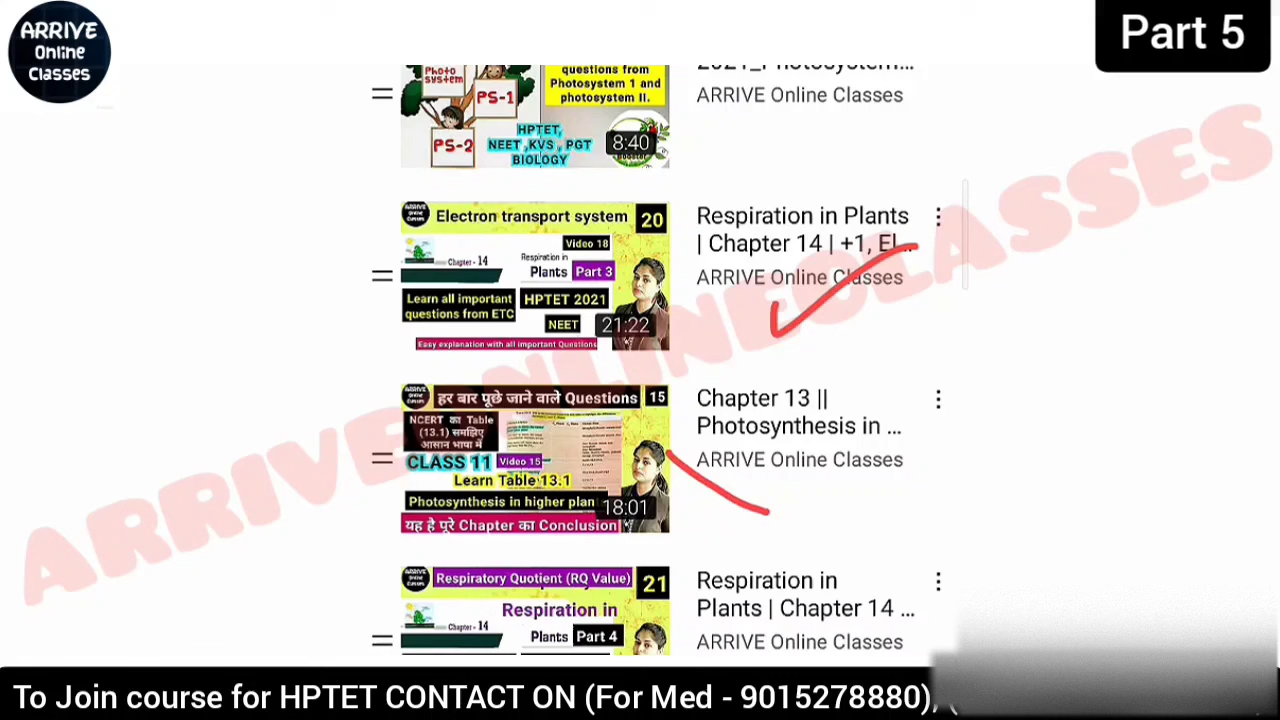 ARRIVE
Online
Classes
Part 5
Photo
system
PS-1
PS-2
questions from
Photosystem 1 and
photosystem II.
HPTET,
NEET ,KVS , PGT
BIOLOGY
8:40
ARRIVE Online Classes
Electron transport system
20
Video 18
Chapter - 14
Respiration in
Plants Part 3
Learn all important
questions from ETC
HPTET 2021
NEET
21:22
Easy explanation with all important Questions
Respiration in Plants
| Chapter 14 | +1, El...
ARRIVE Online Classes
हर बार पूछे जाने वाले Questions
15
NCERT का Table
(13.1) समझिए
आसान भाषा में
CLASS 11 Video 15
Learn Table 13.1
Photosynthesis in higher plan
18:01
यह है पूरे Chapter का Conclusion
Chapter 13 ||
Photosynthesis in ...
ARRIVE Online Classes
Respiratory Quotient (RQ Value)
21
Respiration in
Chapter - 14
Plants Part 4
Respiration in
Plants | Chapter 14 ...
ARRIVE Online Classes
ARRIVE ONLINE CLASSES
To Join course for HPTET CONTACT ON (For Med - 9015278880), (